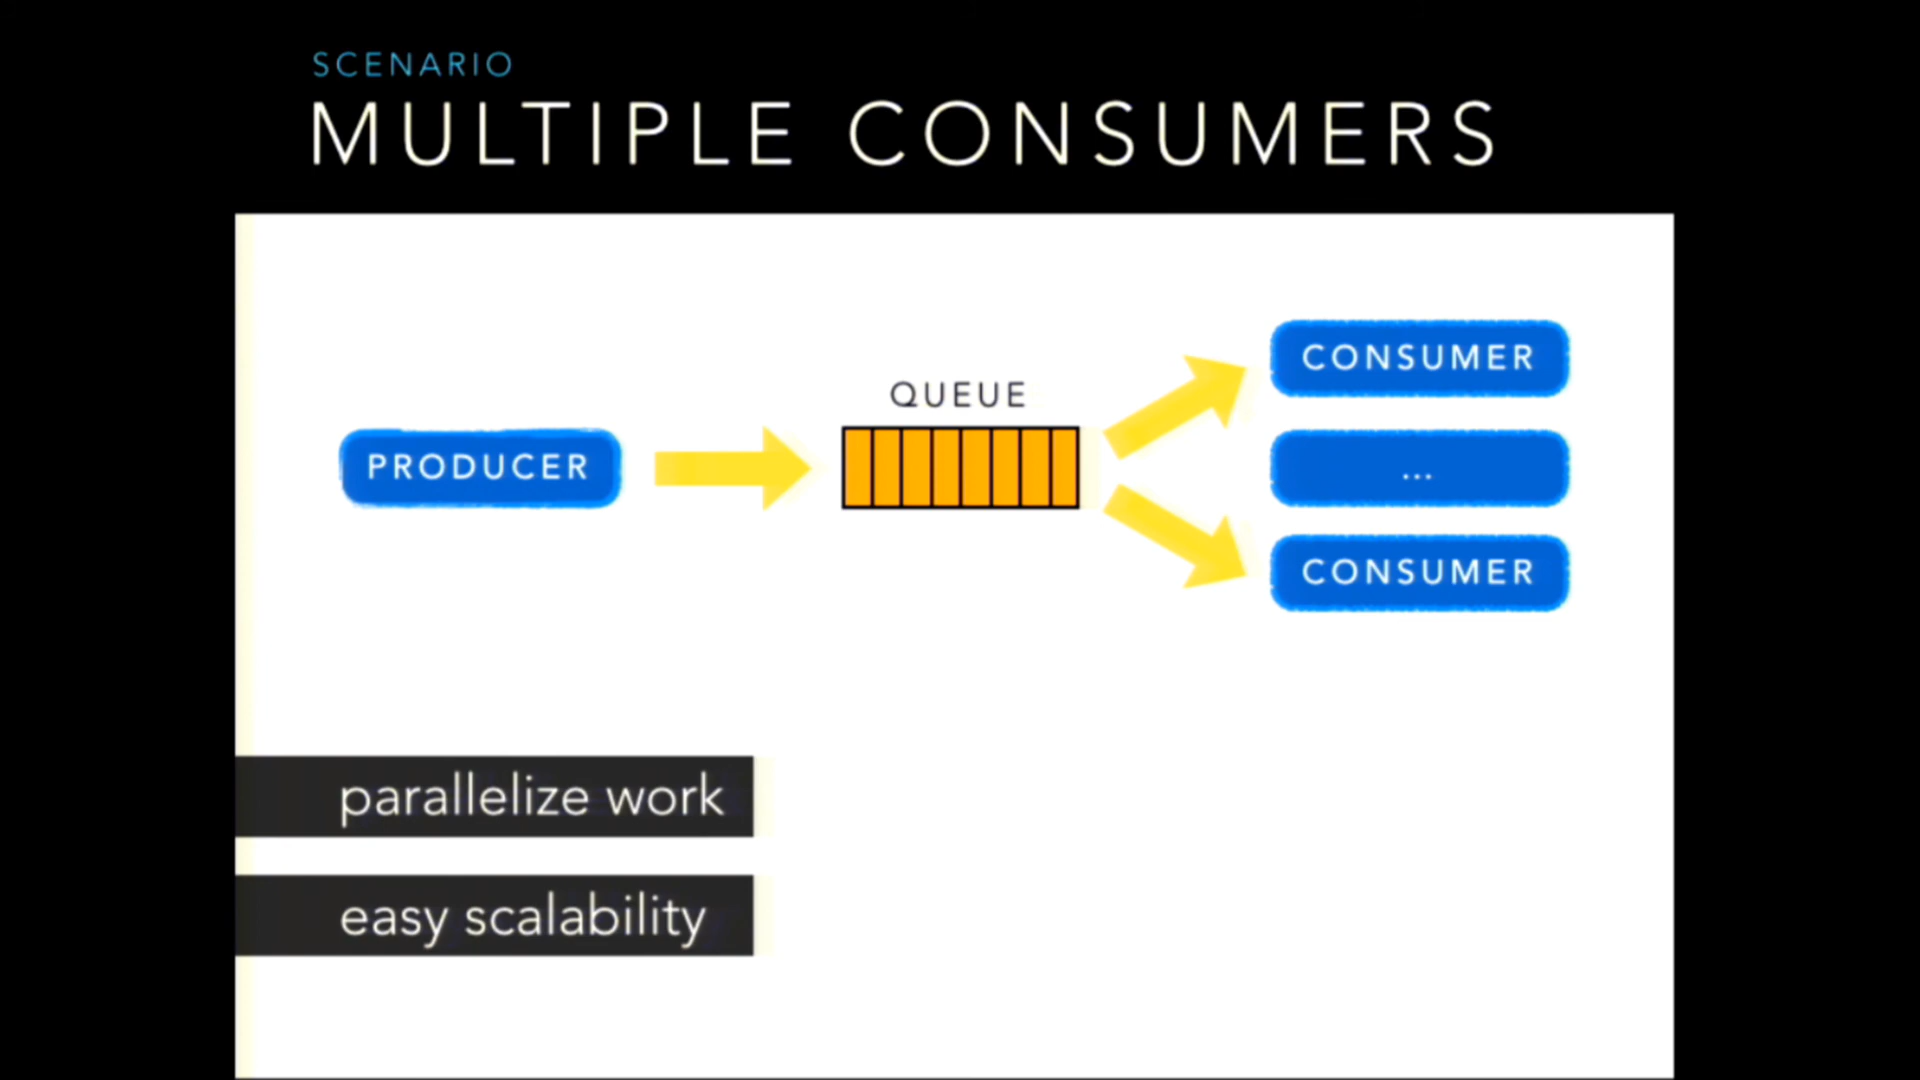 SCENARIO
MULTIPLE CONSUMERS
PRODUCER
QUEUE
CONSUMER
...
CONSUMER
parallelize work
easy scalability